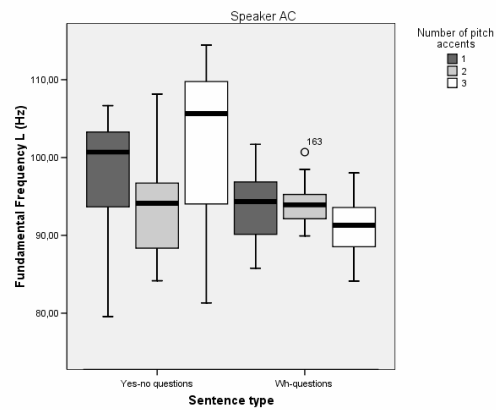 Speaker AC
Number of pitch
accents
1
2
3
Fundamental Frequency L (Hz)
110,00
100,00
90,00
80,00
163
Yes-no questions
Wh-questions
Sentence type